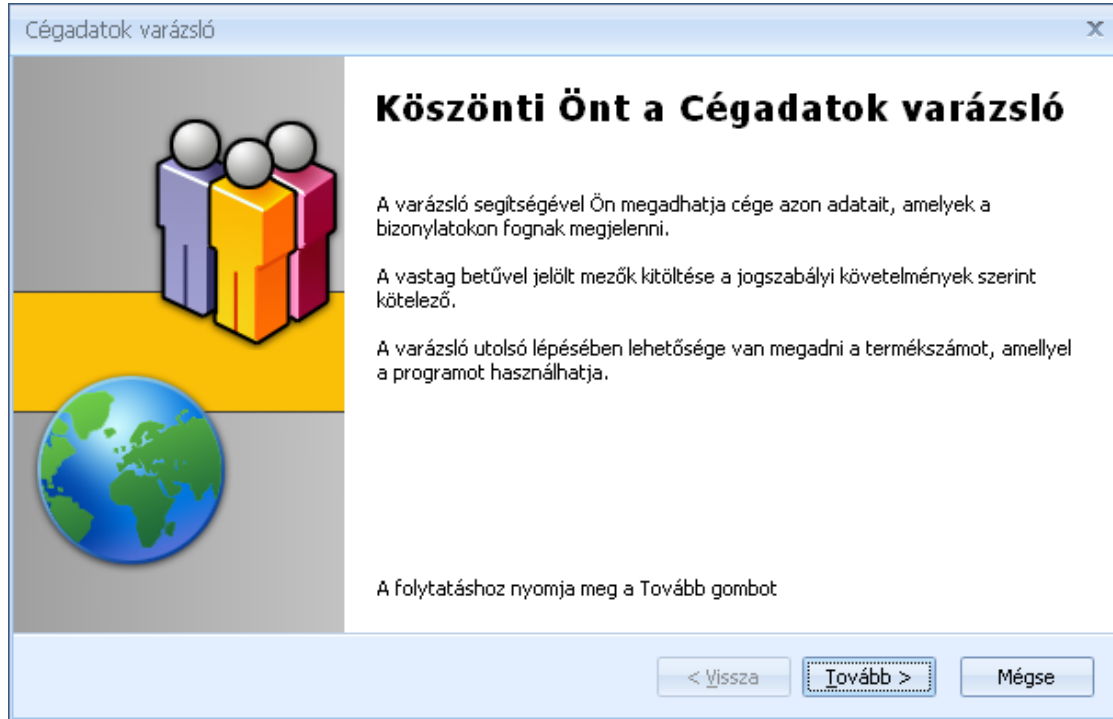 Cégadatok varázsló
Köszönti Önt a Cégadatok varázsló
A varázsló segítségével Ön megadhatja cége azon adatait, amelyek a
bizonylatokon fognak megjelenni.
A vastag betűvel jelölt mezők kitöltése a jogszabályi követelmények szerint
kötelező.
A varázsló utolsó lépésében lehetősége van megadni a termékszámot, amellyel
a programot használhatja.
A folytatáshoz nyomja meg a Tovább gombot
< Vissza
Tovább >
Mégse